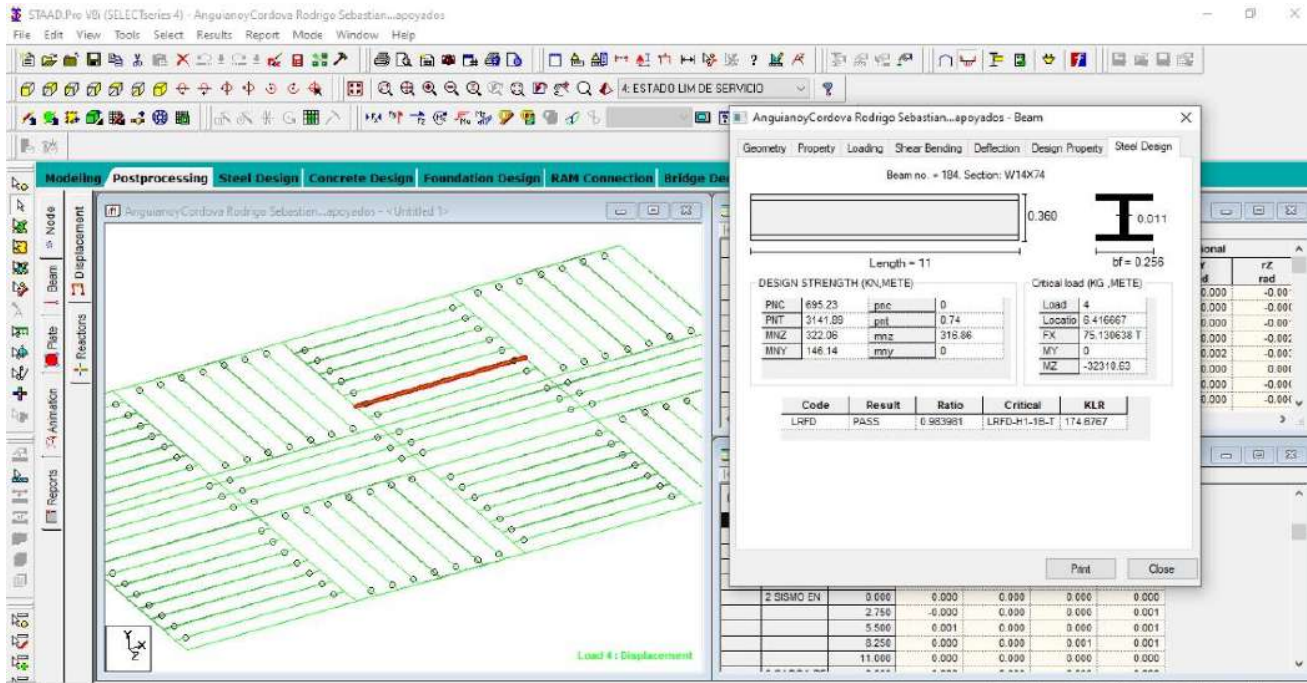 STAAD.Pro V8i (SELECTseries 4) - AnguianoyCordova Rodrigo Sebastian...apoyados
File Edit View Tools Select Results Report Mode Window Help
4: ESTADO LIM DE SERVICIO
Modeling Postprocessing Steel Design Concrete Design Foundation Design RAM Connection Bridge De
Node
Beam
Plate
Animation
Reports
Displacement
Reactions
AnguianoyCordova Rodrigo Sebastian...apoyados - <Untitled 1>
Load 4 : Displacement
Y
X
Z
AnguianoyCordova Rodrigo Sebastian...apoyados - Beam
Geometry Property Loading Shear Bending Deflection Design Property Steel Design
Beam no. = 184. Section: W14X74
0.360
0.011
Length = 11
bf = 0.256
DESIGN STRENGTH (KN,METE)
PNC 695.23 pnc 0
PNT 3141.89 pnt 0.74
MNZ 322.06 mnz 316.86
MNY 146.14 mny 0
Critical load (KG ,METE)
Load 4
Locatio 6.416667
FX 75.130638 T
MY 0
MZ -32310.63
Code Result Ratio Critical KLR
LRFD PASS 0.983981 LRFD-H1-1B-T 174.6767
Print Close
ional
rZ
rad
2 SISMO EN 0.000 0.000 0.000 0.000 0.000
2.750 -0.000 0.000 0.000 0.001
5.500 0.001 0.000 0.000 0.001
8.250 0.000 0.000 0.001 0.001
11.000 0.000 0.000 0.000 0.000